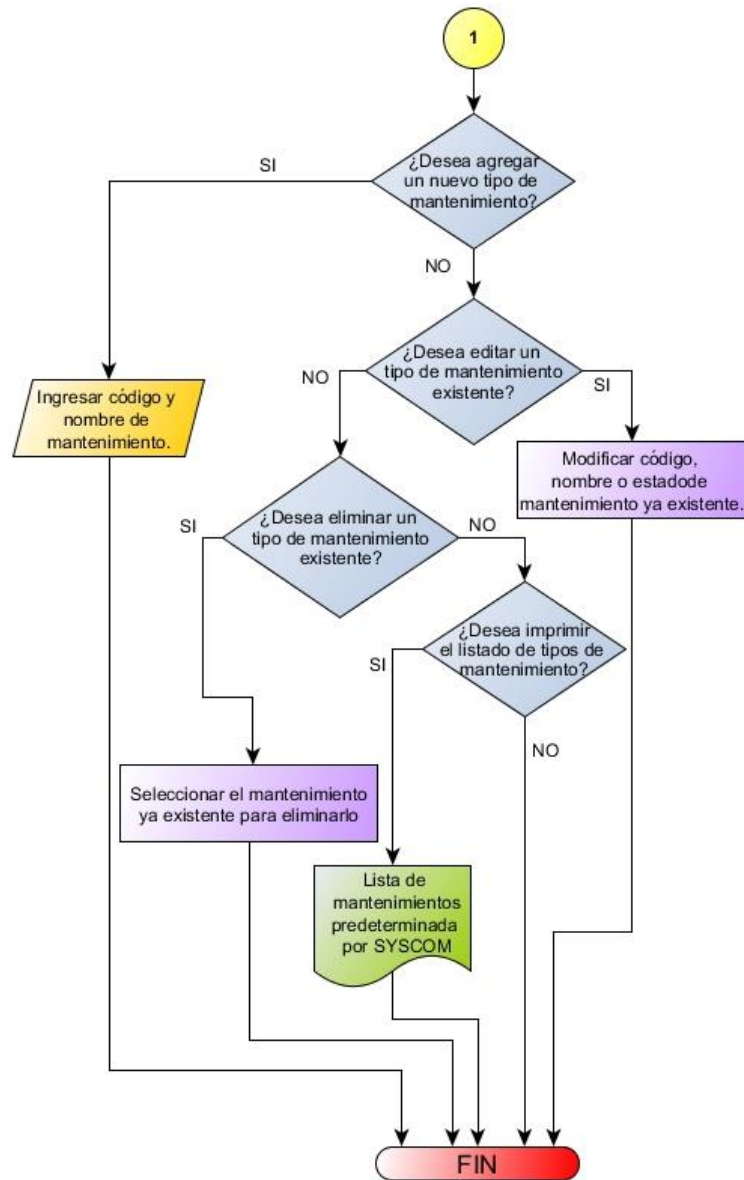 1
¿Desea agregar
un nuevo tipo de
mantenimiento?
SI
NO
¿Desea editar un
tipo de mantenimiento
existente?
NO
SI
Ingresar código y
nombre de
mantenimiento.
Modificar código,
nombre o estadode
mantenimiento ya existente.
¿Desea eliminar un
tipo de mantenimiento
existente?
SI
NO
¿Desea imprimir
el listado de tipos de
mantenimiento?
SI
NO
Seleccionar el mantenimiento
ya existente para eliminarlo
Lista de
mantenimientos
predeterminada
por SYSCOM
FIN